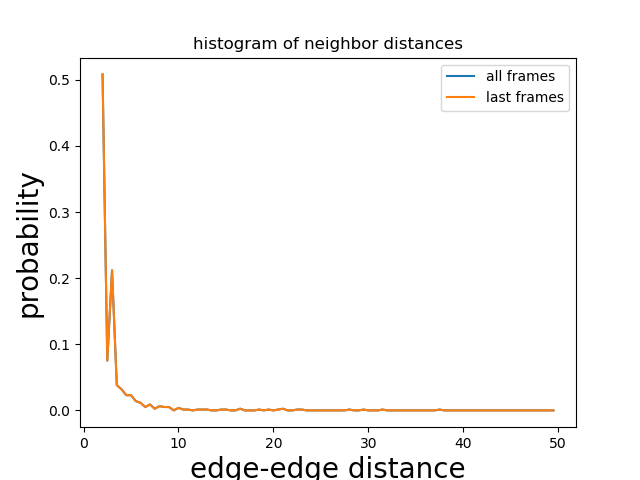 histogram of neighbor distances
all frames
last frames
probability
0.5
0.4
0.3
0.2
0.1
0.0
0 10 20 30 40 50
edge-edge distance